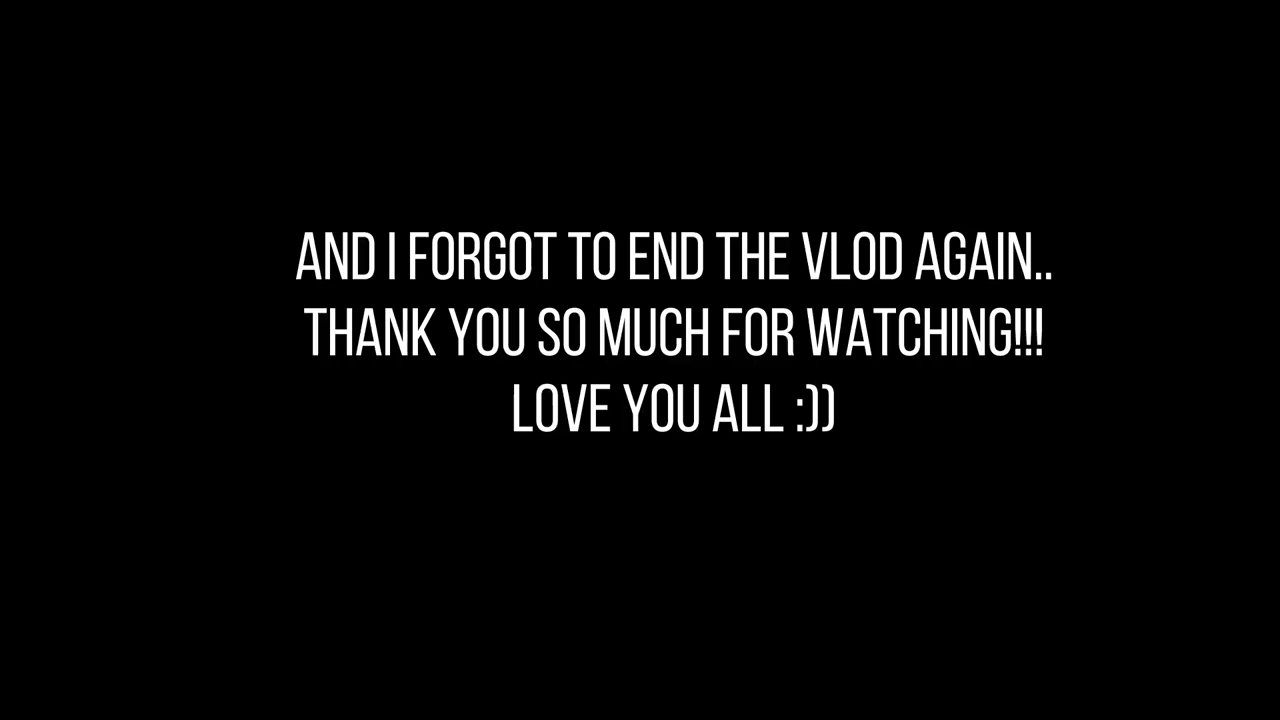 AND I FORGOT TO END THE VLOD AGAIN..
THANK YOU SO MUCH FOR WATCHING!!!
LOVE YOU ALL :))